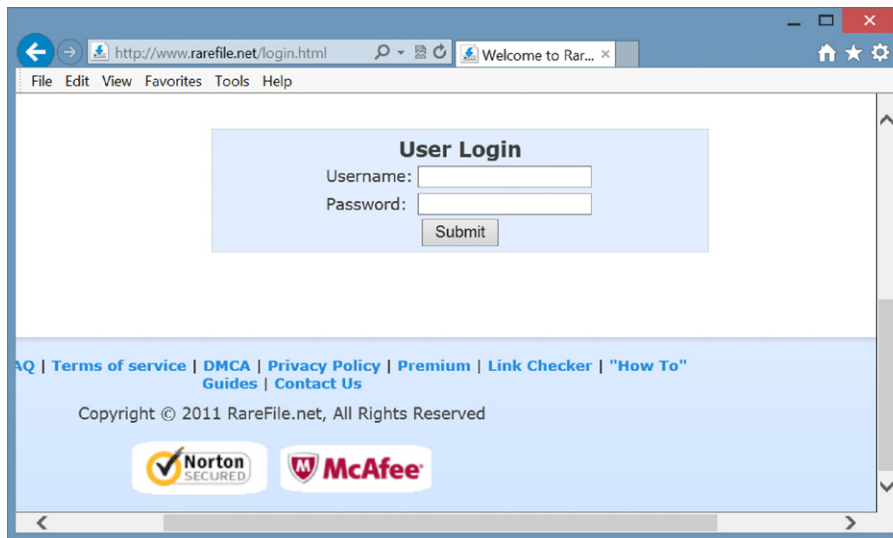 http://www.rarefile.net/login.html
Welcome to Rar...
File Edit View Favorites Tools Help
User Login
Username:
Password:
Submit
AQ | Terms of service | DMCA | Privacy Policy | Premium | Link Checker | "How To"
Guides | Contact Us
Copyright © 2011 RareFile.net, All Rights Reserved
Norton
SECURED
McAfee